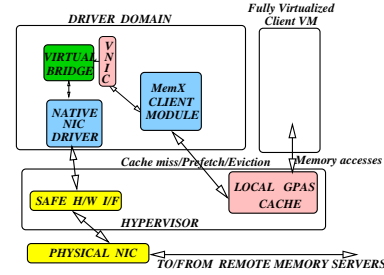 DRIVER DOMAIN
Fully Virtualized
Client VM
VIRTUAL
BRIDGE
VNIC
MemX
CLIENT
MODULE
NATIVE
NIC
DRIVER
Cache miss/Prefetch/Eviction
Memory accesses
SAFE H/W I/F
LOCAL GPAS
CACHE
HYPERVISOR
PHYSICAL NIC
TO/FROM REMOTE MEMORY SERVERS